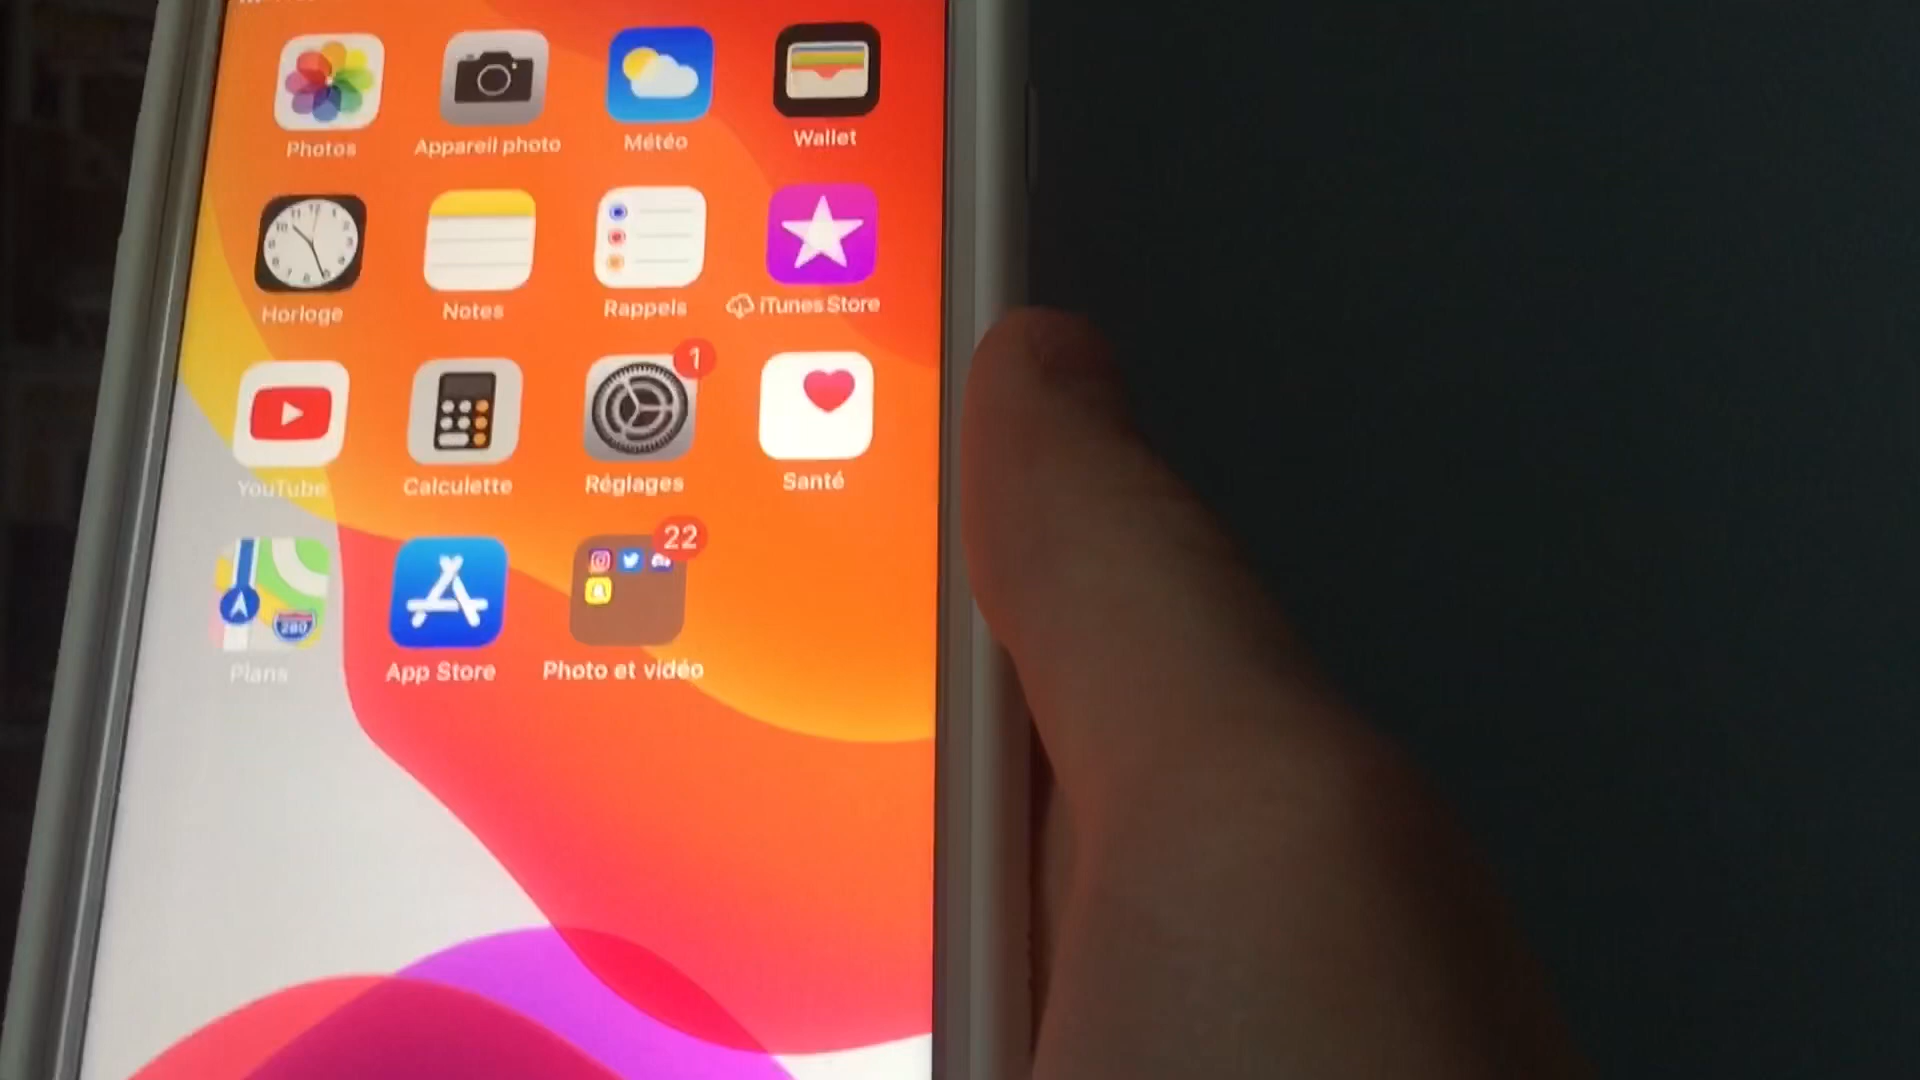 Photos
Appareil photo
Météo
Wallet
Horloge
Notes
Rappels
iTunes Store
1
YouTube
Calculette
Réglages
Santé
22
280
Plans
App Store
Photo et vidéo